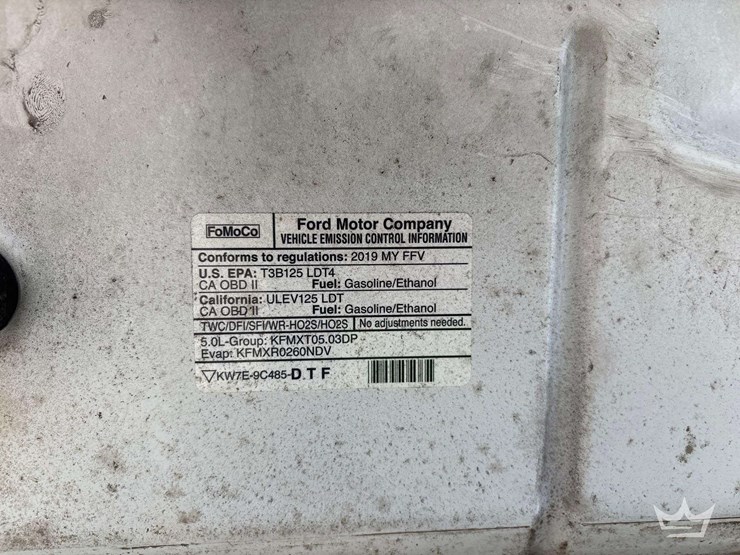 FoMoCo
Ford Motor Company
VEHICLE EMISSION CONTROL INFORMATION
Conforms to regulations: 2019 MY FFV
U.S. EPA: T3B125 LDT4
CA OBD II Fuel: Gasoline/Ethanol
California: ULEV125 LDT
CA OBD II Fuel: Gasoline/Ethanol
TWC/DFI/SFI/WR-HO2S/HO2S No adjustments needed.
5.0L-Group: KFMXT05.03DP
Evap: KFMXR0260NDV
KW7E-9C485-DTF